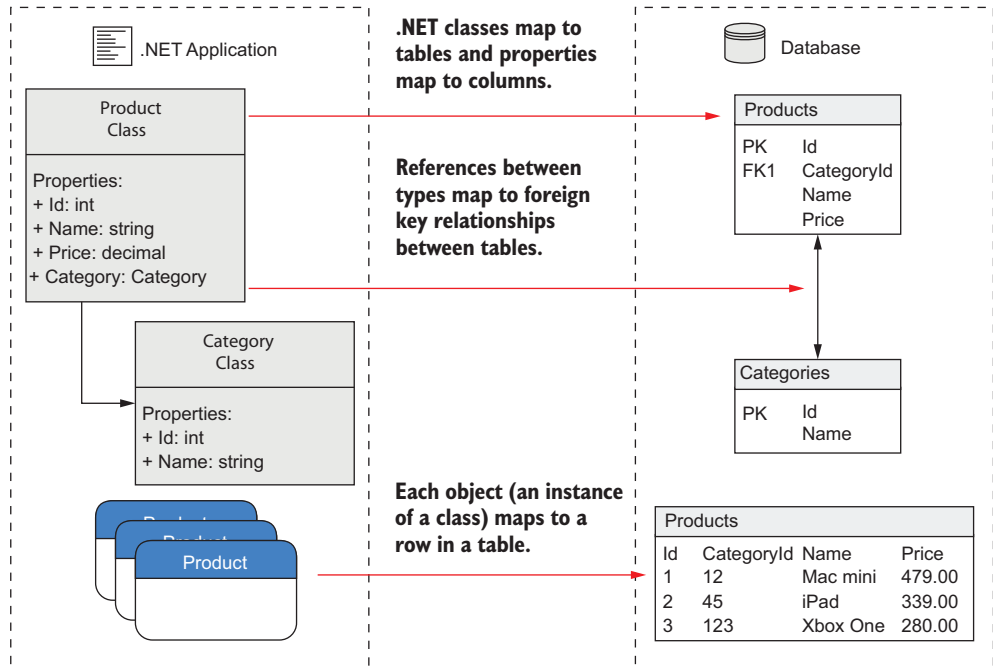 .NET Application
.NET classes map to
tables and properties
map to columns.
Database
Product
Class
Properties:
+ Id: int
+ Name: string
+ Price: decimal
+ Category: Category
References between
types map to foreign
key relationships
between tables.
Products
PK Id
FK1 CategoryId
Name
Price
Category
Class
Properties:
+ Id: int
+ Name: string
Categories
PK Id
Name
Product
Product
Product
Each object (an instance
of a class) maps to a
row in a table.
Products
Id CategoryId Name Price
1 12 Mac mini 479.00
2 45 iPad 339.00
3 123 Xbox One 280.00